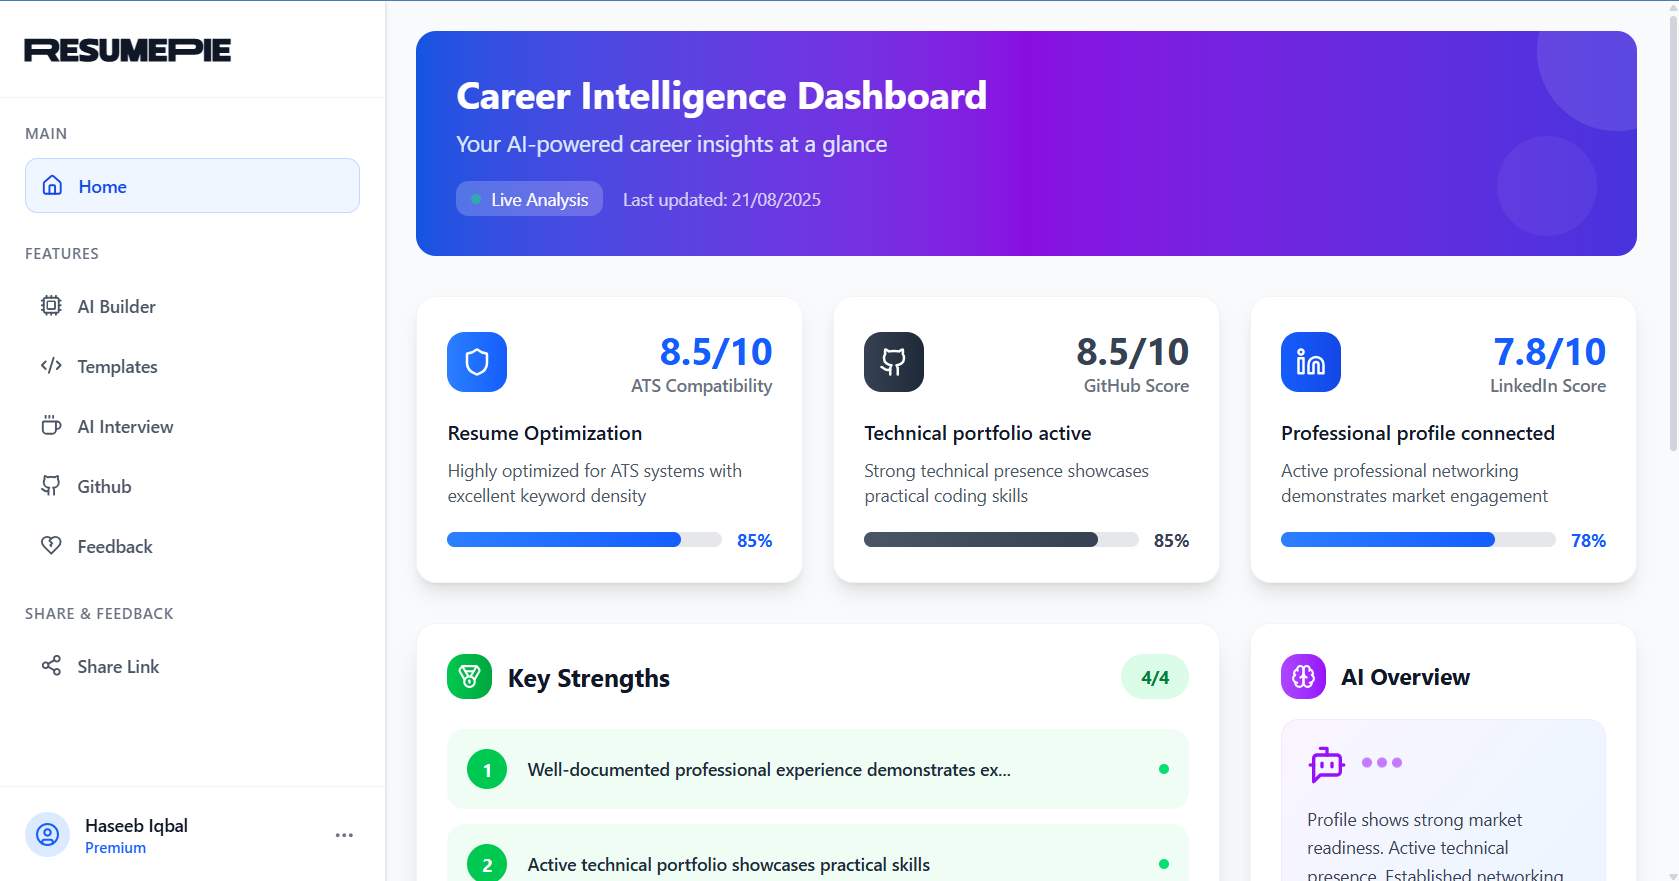 RESUMEPIE
MAIN
Home
FEATURES
AI Builder
Templates
AI Interview
Github
Feedback
SHARE & FEEDBACK
Share Link
Haseeb Iqbal
Premium
Career Intelligence Dashboard
Your AI-powered career insights at a glance
Live Analysis
Last updated: 21/08/2025
8.5/10
ATS Compatibility
Resume Optimization
Highly optimized for ATS systems with
excellent keyword density
85%
8.5/10
GitHub Score
Technical portfolio active
Strong technical presence showcases
practical coding skills
85%
in
7.8/10
LinkedIn Score
Professional profile connected
Active professional networking
demonstrates market engagement
78%
Key Strengths
4/4
1
Well-documented professional experience demonstrates ex...
2
Active technical portfolio showcases practical skills
AI Overview
Profile shows strong market
readiness. Active technical
presence. Established networking